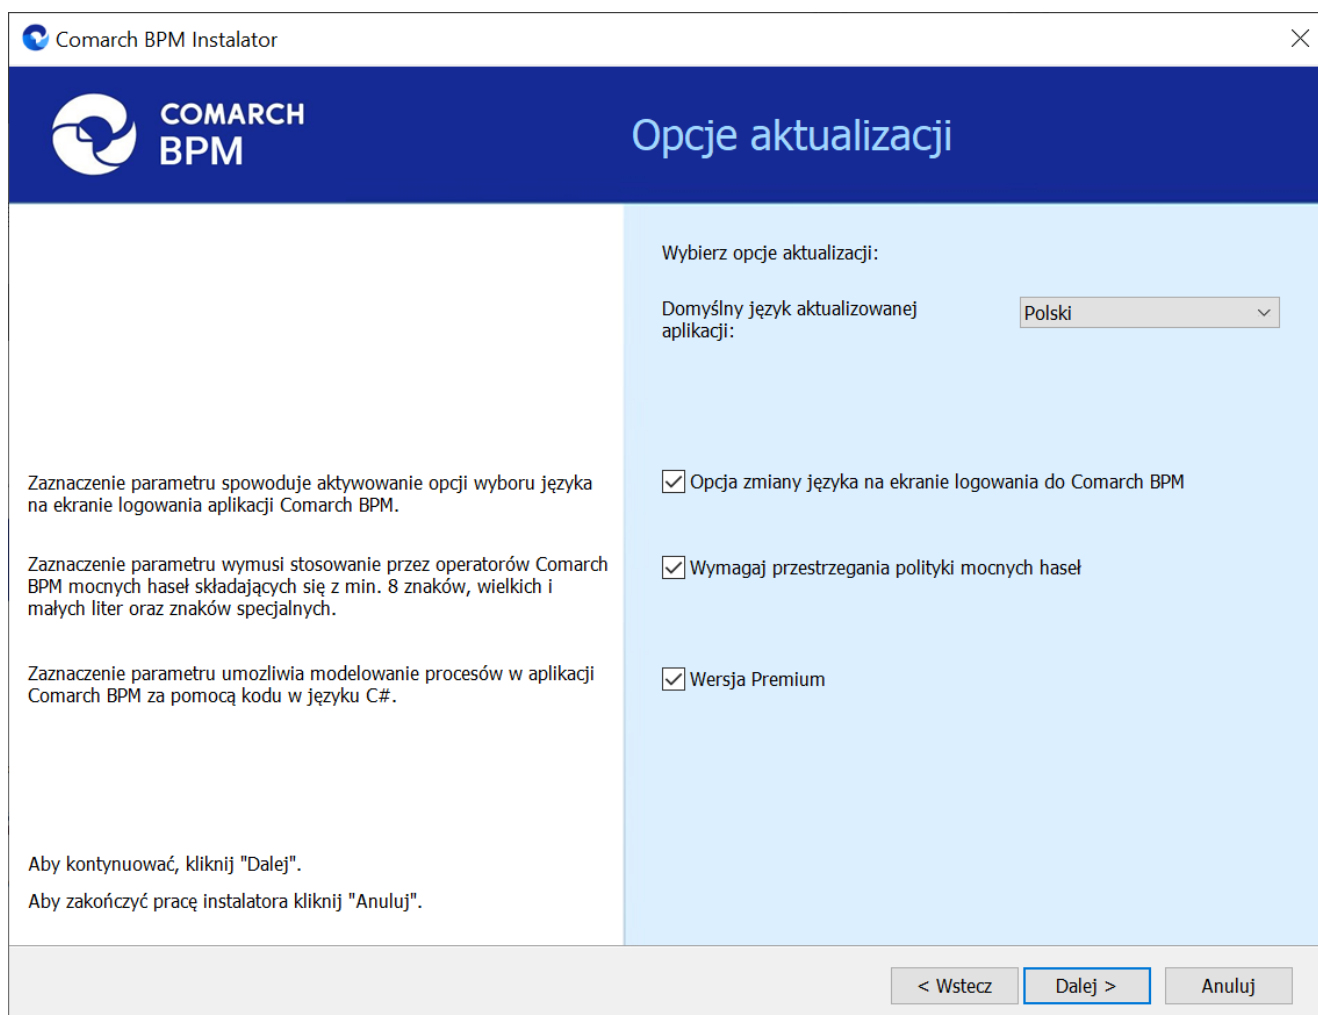 Comarch BPM Instalator
COMARCH
BPM
Opcje aktualizacji
Wybierz opcje aktualizacji:
Domyślny język aktualizowanej
aplikacji:
Polski
Zaznaczenie parametru spowoduje aktywowanie opcji wyboru języka
na ekranie logowania aplikacji Comarch BPM.
Opcja zmiany języka na ekranie logowania do Comarch BPM
Zaznaczenie parametru wymusi stosowanie przez operatorów Comarch
BPM mocnych haseł składających się z min. 8 znaków, wielkich i
małych liter oraz znaków specjalnych.
Wymagaj przestrzegania polityki mocnych haseł
Zaznaczenie parametru umozliwia modelowanie procesów w aplikacji
Comarch BPM za pomocą kodu w języku C#.
Wersja Premium
Aby kontynuować, kliknij "Dalej".
Aby zakończyć pracę instalatora kliknij "Anuluj".
< Wstecz
Dalej >
Anuluj